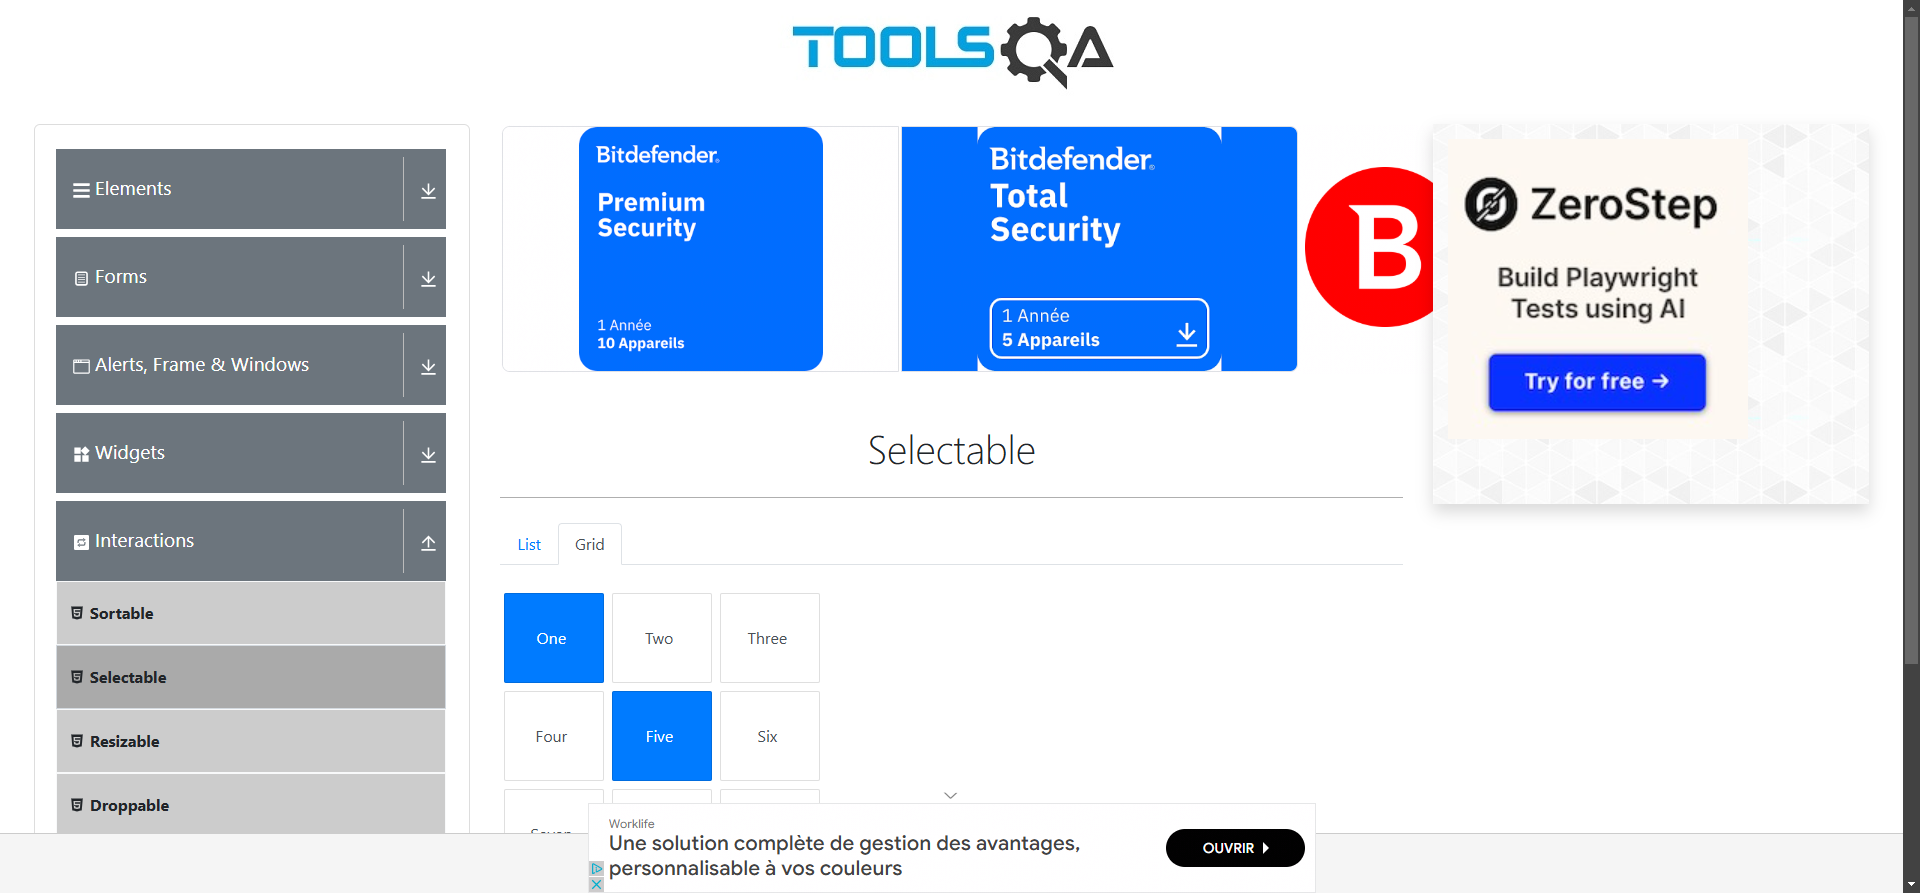 TOOLSQA
Elements
Forms
Alerts, Frame & Windows
Widgets
Interactions
Sortable
Selectable
Resizable
Droppable
Bitdefender
Premium
Security
1 Année
10 Appareils
Bitdefender
Total
Security
1 Année
5 Appareils
B
ZeroStep
Build Playwright
Tests using AI
Try for free →
Selectable
List
Grid
One
Two
Three
Four
Five
Six
Worklife
Une solution complète de gestion des avantages,
personnalisable à vos couleurs
OUVRIR